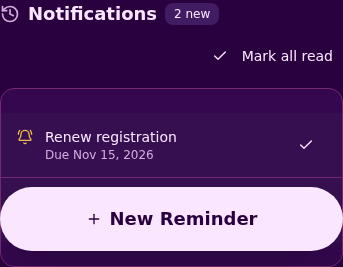 Notifications 2 new
Mark all read
Renew registration
Due Nov 15, 2026
+ New Reminder